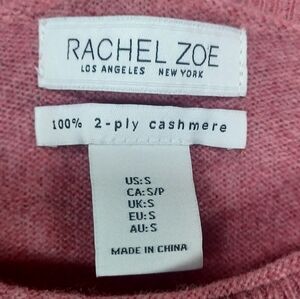 RACHEL ZOE
LOS ANGELES NEW YORK
100% 2-ply cashmere
US:S
CA:S/P
UK:S
EU:S
AU:S
MADE IN CHINA